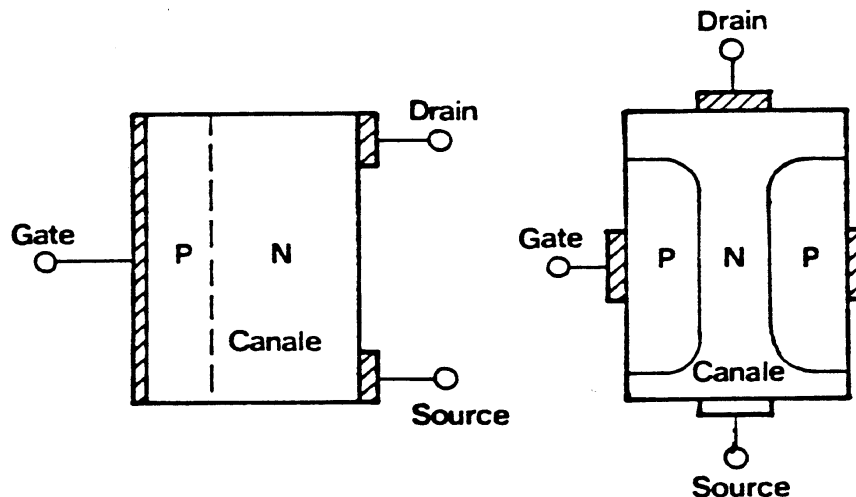 Drain
Gate
P
N
Canale
Source
Drain
Gate
P
N
P
Canale
Source